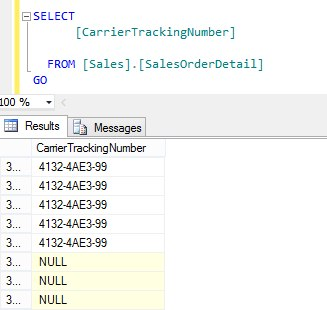 SELECT
[CarrierTrackingNumber]
FROM [Sales].[SalesOrderDetail]
GO
100 %
Results Messages
CarrierTrackingNumber
3... 4132-4AE3-99
3... 4132-4AE3-99
3... 4132-4AE3-99
3... 4132-4AE3-99
3... 4132-4AE3-99
3... NULL
3... NULL
3... NULL